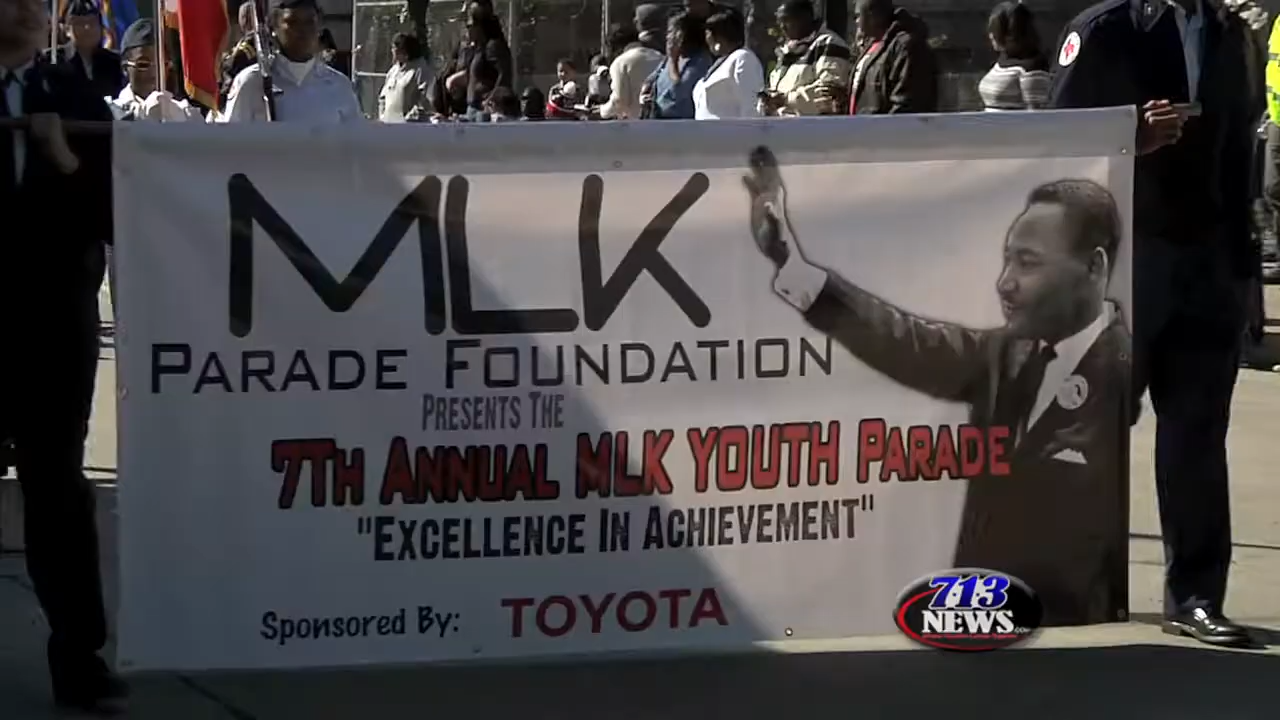 MLK
PARADE FOUNDATION
PRESENTS THE
7TH ANNUAL MLK YOUTH PARADE
"EXCELLENCE IN ACHIEVEMENT"
Sponsored By: TOYOTA
713
NEWS